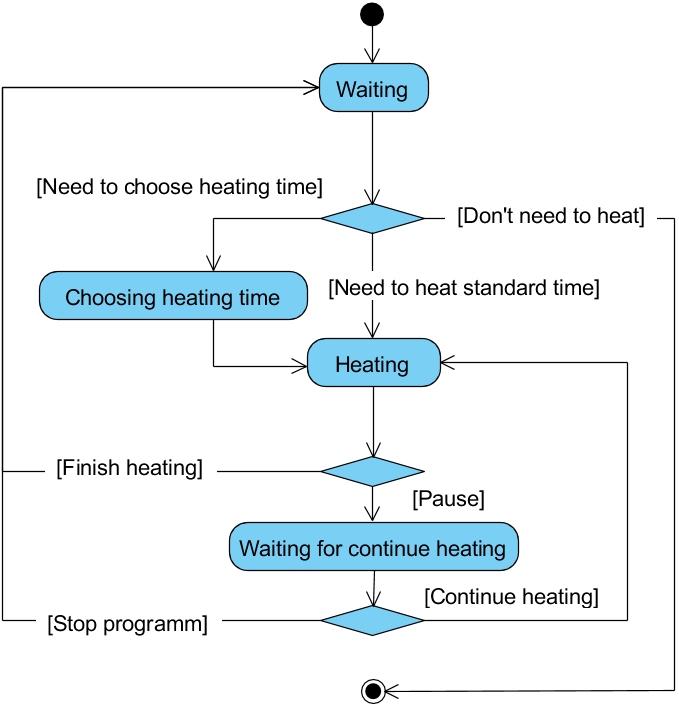 Waiting
[Need to choose heating time]
[Don't need to heat]
Choosing heating time
[Need to heat standard time]
Heating
[Finish heating]
[Pause]
Waiting for continue heating
[Continue heating]
[Stop programm]